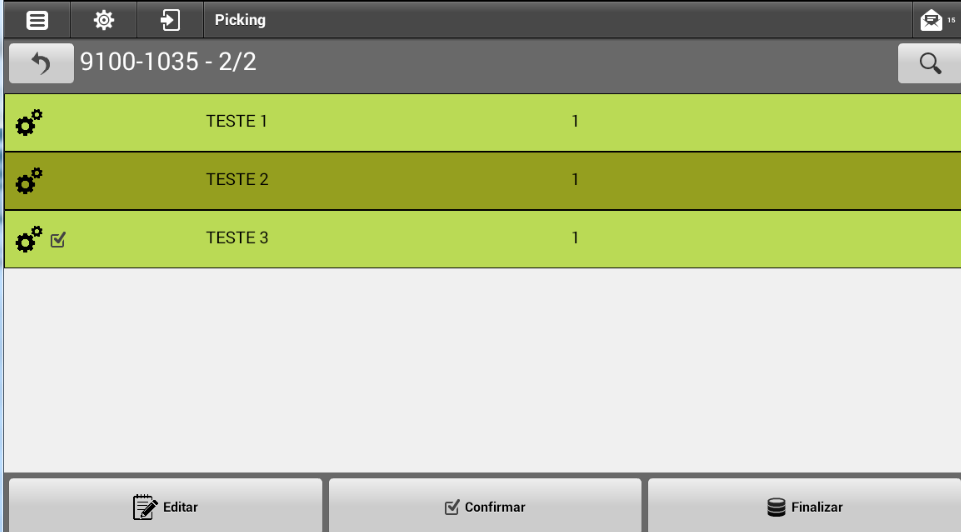 Picking
15
9100-1035 - 2/2
TESTE 1 1
TESTE 2 1
TESTE 3 1
Editar Confirmar Finalizar